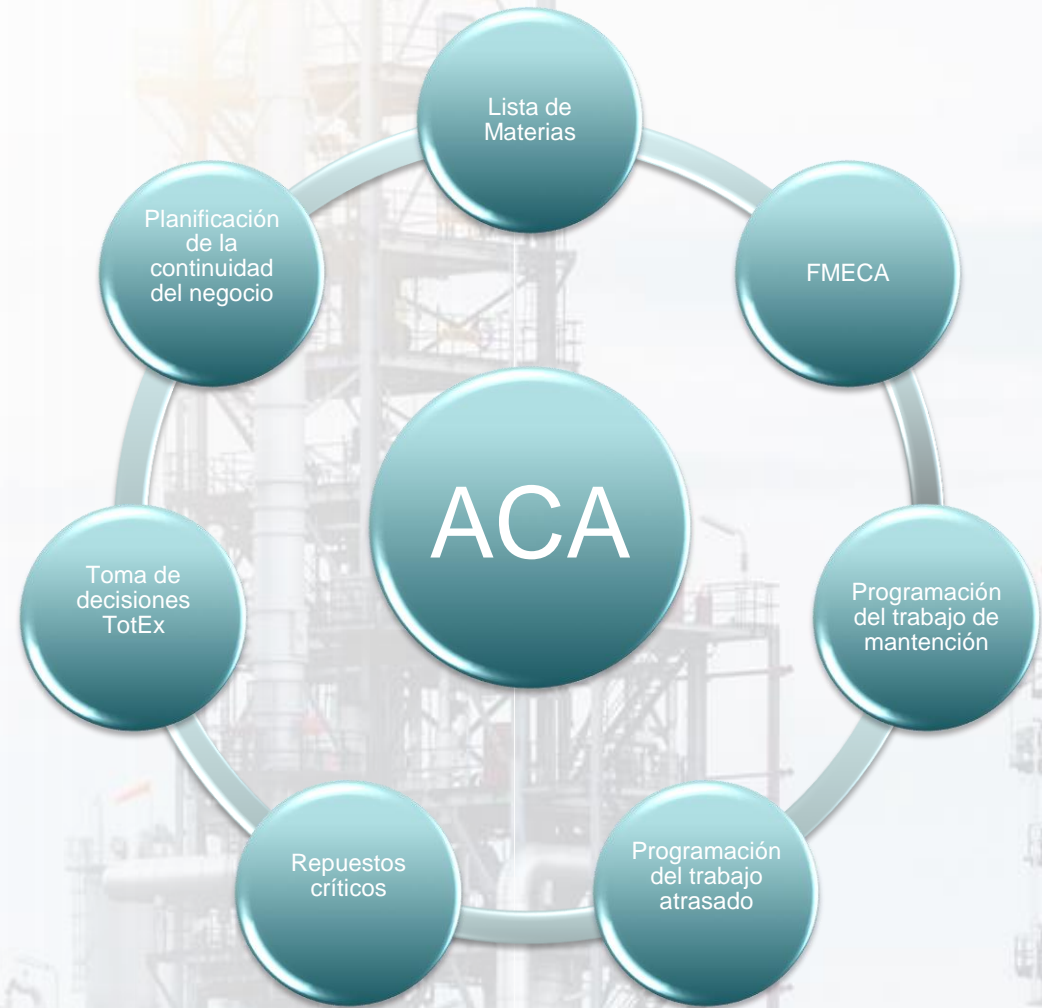 Lista de
Materias
FMECA
Programación
del trabajo de
mantención
Programación
del trabajo
atrasado
Repuestos
críticos
Toma de
decisiones
TotEx
Planificación
de la
continuidad
del negocio
ACA